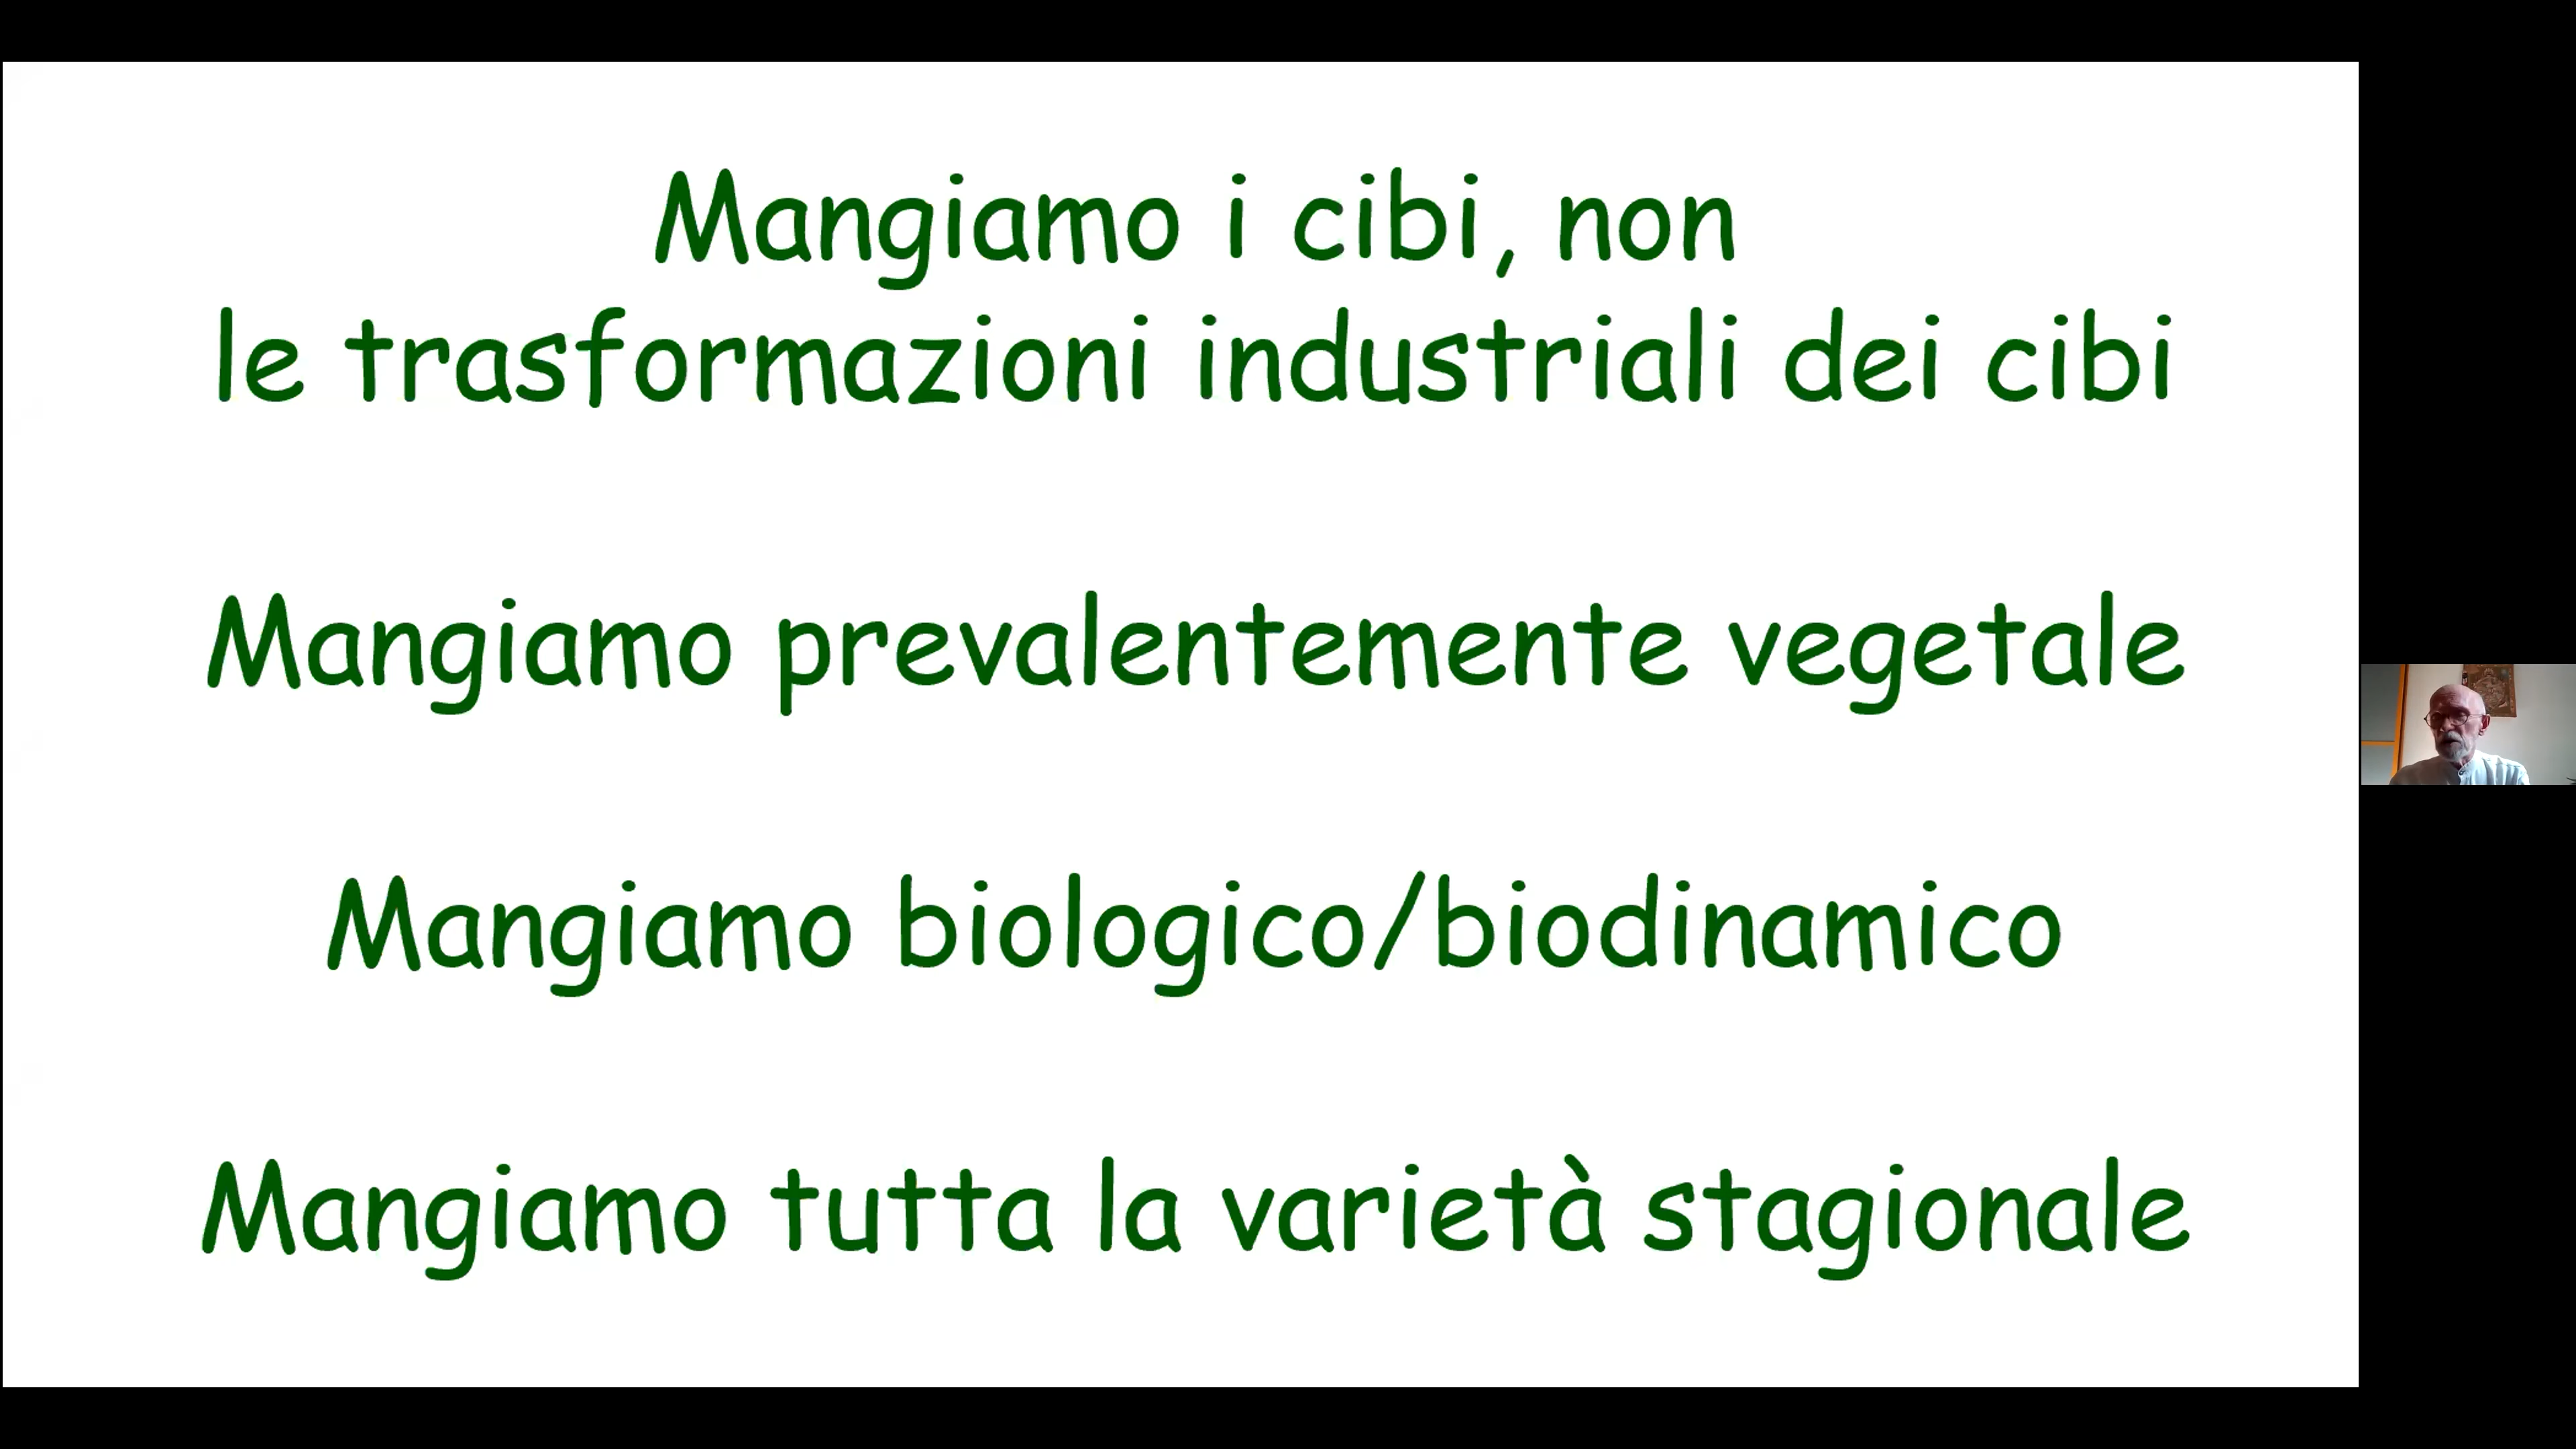 Mangiamo i cibi, non
le trasformazioni industriali dei cibi
Mangiamo prevalentemente vegetale
Mangiamo biologico/biodinamico
Mangiamo tutta la varietà stagionale